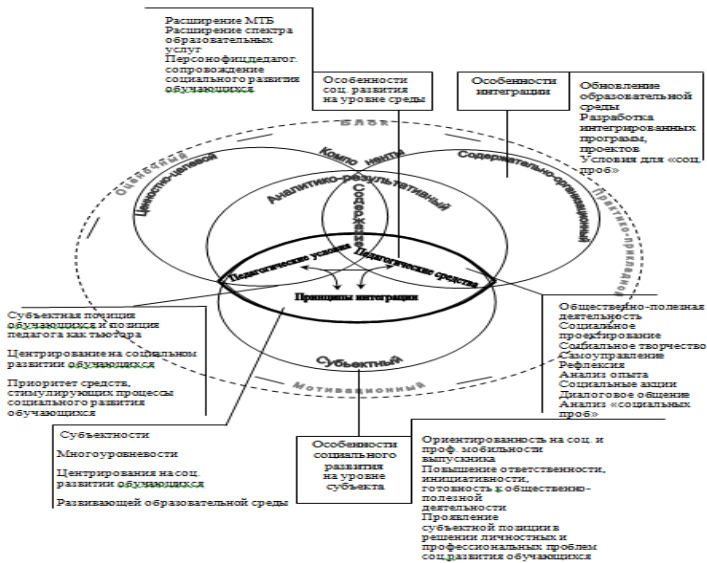 Расширение МТБ
Расширение спектра
образовательных
услуг
Персонофиц.педагог.
сопровождение
социального развития
обучающихся
Особенности
соц. развития
на уровне среды
Особенности
интеграции
Обновление
образовательной
среды
Разработка
интегрированных
программ,
проектов
Условия для «соц.
проб»
Оценочный
БЛОК
Практико-прикладной
Мотивационный
Ценностно-целевой
Компо ненты
Содержательно-организационный
Аналитико-результативный
Содержание
Педагогические условия
Педагогические средства
Принципы интеграции
Субъектный
Субъектная почиция
обучающихся и позиция
педагога как тьютора
Центрирование на социальном
развитии обучающихся
Приоритет средств,
стимулирующих процессы
социального развития
обучающихся
Общественно-полезная
деятельность
Социальное
проектирование
Социальное творчество
Самоуправление
Рефлексия
Анализ опыта
Социальные акции
Диалоговое общение
Анализ «социальных
проб»
Субъектности
Многоуровневости
Центрирования на соц.
развитии обучающихся
Развивающей образовательной среды
Особенности
социального
развития
на уровне
субъекта
Ориентированность на соц. и
проф. мобильности
выпускника
Повышение ответственности,
инициативности,
готовность к общественно-
полезной
деятельности
Проявление
субъектной позиции в
решении личностных и
профессиональных проблем
соц.развития обучающихся